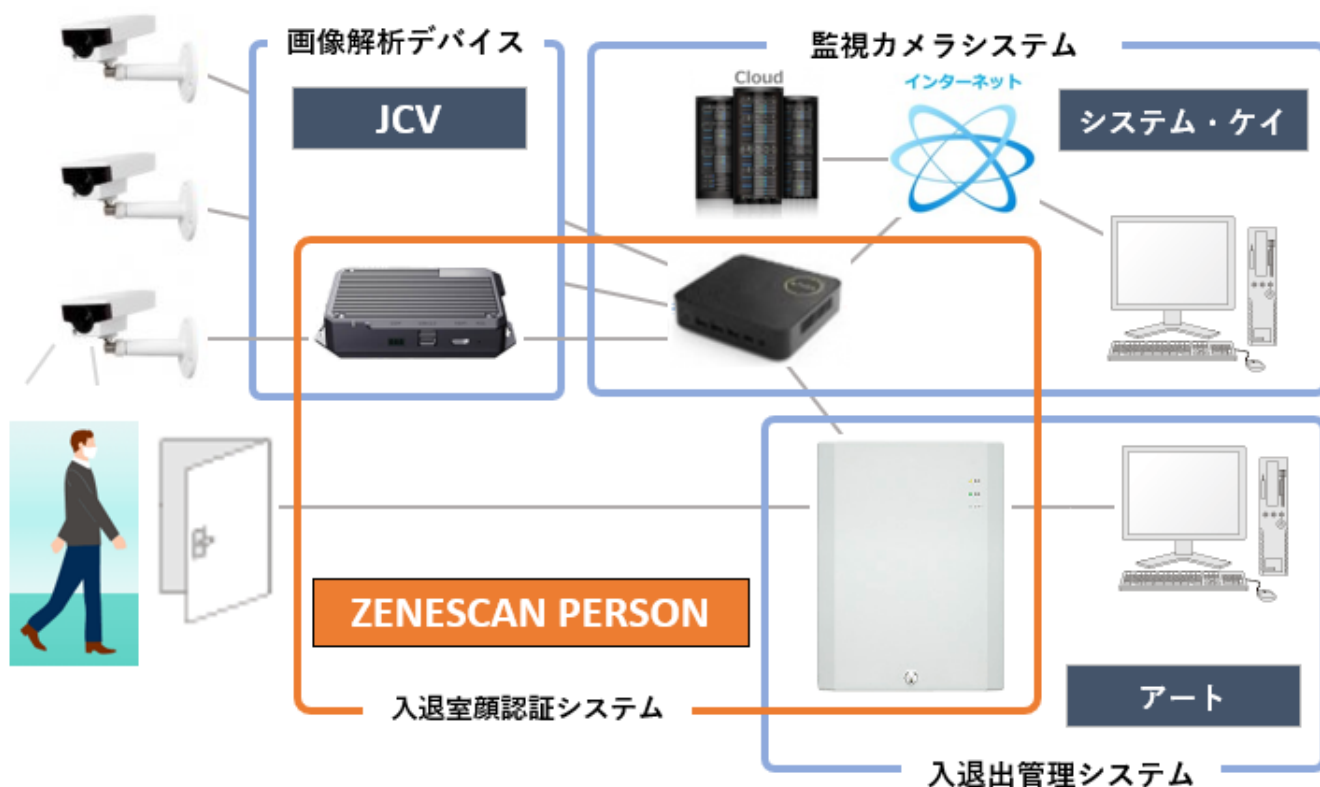 画像解析デバイス
監視カメラシステム
JCV
Cloud
インターネット
システム・ケイ
ZENESCAN PERSON
アート
入退室顔認証システム
入退出管理システム